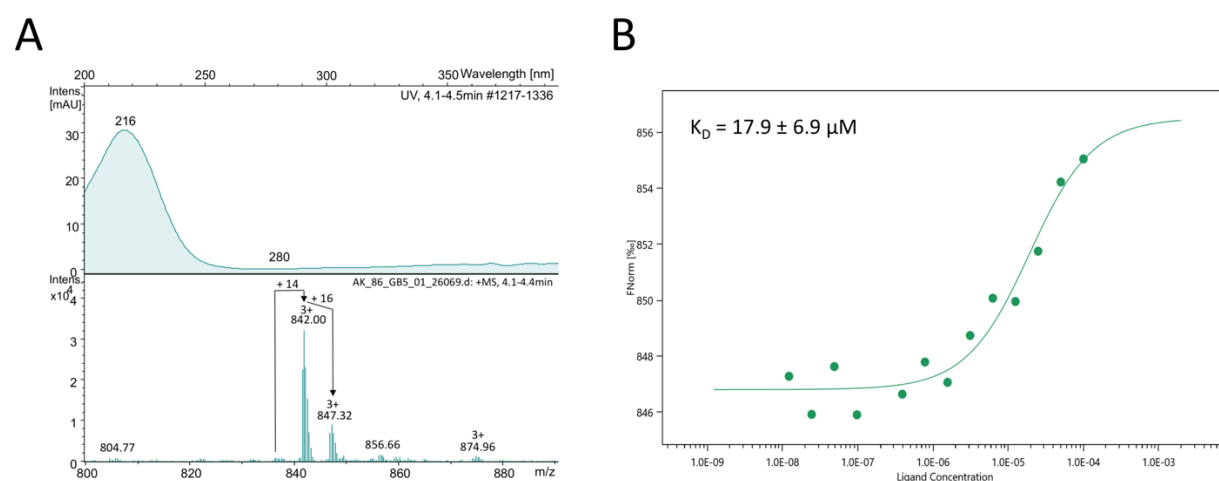 A
200 250 300 350 Wavelength [nm]
Intens.
[mAU]
UV, 4.1-4.5min #1217-1336
216
30
20
10
280
0
Intens.
x10⁴
AK_86_GB5_01_26069.d: +MS, 4.1-4.4min
+ 14
+ 16
4
3+
842.00
3
2
1
3+
847.32
804.77
856.66
3+
874.96
0
800 820 840 860 880 m/z
B
K_D = 17.9 ± 6.9 µM
856
854
852
850
848
846
FNorm [‰]
1.0E-09 1.0E-08 1.0E-07 1.0E-06 1.0E-05 1.0E-04 1.0E-03
Ligand Concentration